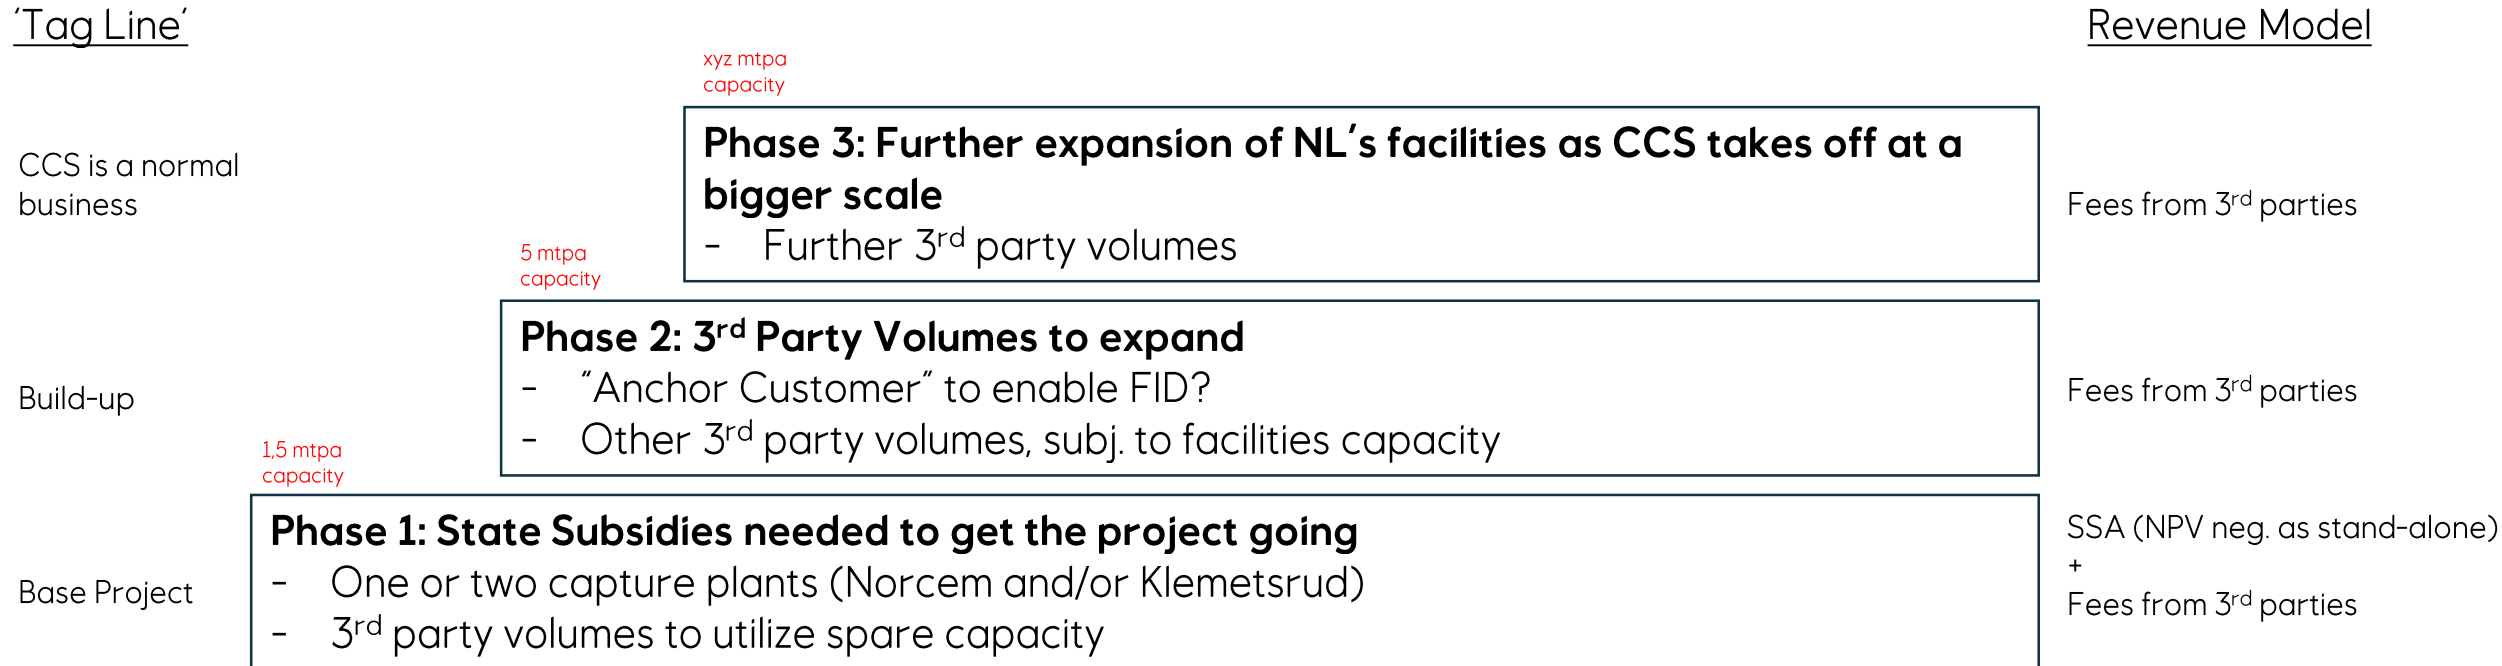 ‘Tag Line’
Revenue Model
xyz mtpa
capacity
CCS is a normal
business
Phase 3: Further expansion of NL’s facilities as CCS takes off at a
bigger scale
- Further 3rd party volumes
Fees from 3rd parties
5 mtpa
capacity
Build-up
Phase 2: 3rd Party Volumes to expand
- “Anchor Customer” to enable FID?
- Other 3rd party volumes, subj. to facilities capacity
Fees from 3rd parties
1,5 mtpa
capacity
Base Project
Phase 1: State Subsidies needed to get the project going
- One or two capture plants (Norcem and/or Klemetsrud)
- 3rd party volumes to utilize spare capacity
SSA (NPV neg. as stand-alone)
+
Fees from 3rd parties